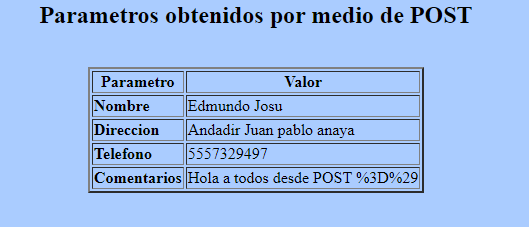 Parametros obtenidos por medio de POST
Parametro Valor
Nombre Edmundo Josu
Direccion Andadir Juan pablo anaya
Telefono 5557329497
Comentarios Hola a todos desde POST %3D%29